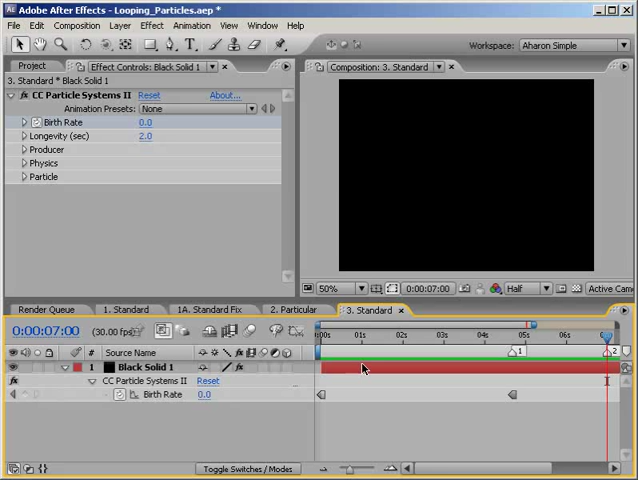 Adobe After Effects - Looping_Particles.aep *
File Edit Composition Layer Effect Animation View Window Help
Workspace: Aharon Simple
Project Effect Controls: Black Solid 1
Composition: 3. Standard
3. Standard * Black Solid 1
CC Particle Systems II Reset About...
Animation Presets: None
Birth Rate 0.0
Longevity (sec) 2.0
Producer
Physics
Particle
50% 0:00:07:00 Half Active Cam
Render Queue 1. Standard 1A. Standard Fix 2. Particular 3. Standard
0:00:07:00 (30.00 fps)
:00s 01s 02s 03s 04s 05s 06s
# Source Name
1 2
1 Black Solid 1
CC Particle Systems II Reset
Birth Rate 0.0
Toggle Switches / Modes